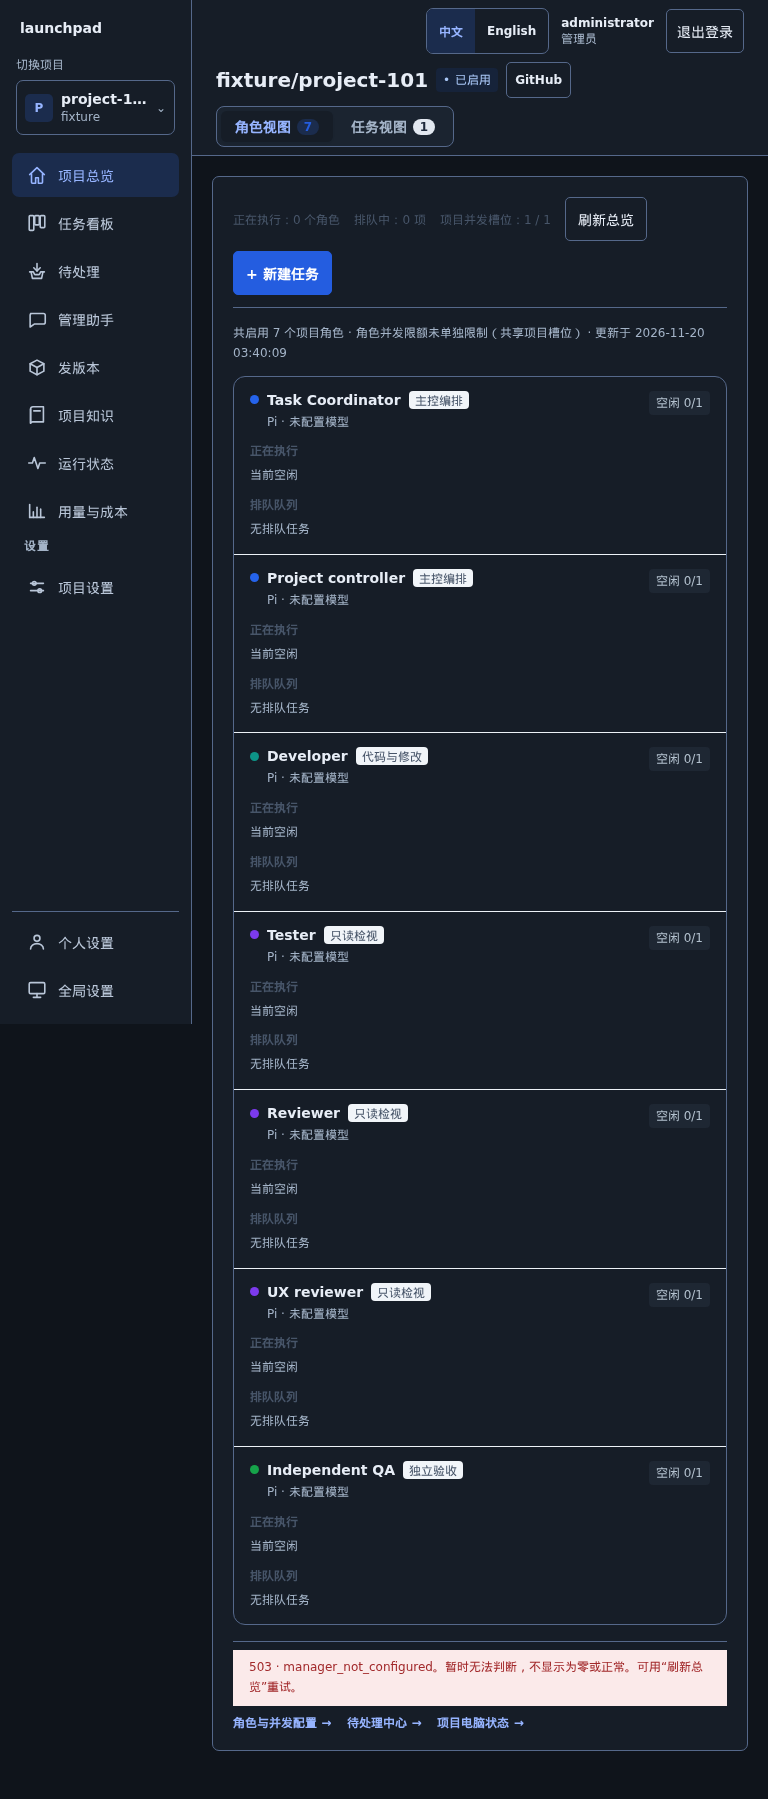 launchpad
切换项目
P
project-1...
fixture
项目总览
任务看板
待处理
管理助手
发版本
项目知识
运行状态
用量与成本
设置
项目设置
个人设置
全局设置
中文
English
administrator
管理员
退出登录
fixture/project-101
• 已启用
GitHub
角色视图 7
任务视图 1
正在执行：0 个角色 排队中：0 项 项目并发槽位：1 / 1
刷新总览
+ 新建任务
共启用 7 个项目角色 · 角色并发限额未单独限制（共享项目槽位） · 更新于 2026-11-20
03:40:09
Task Coordinator 主控编排 空闲 0/1
Pi · 未配置模型
正在执行
当前空闲
排队队列
无排队任务
Project controller 主控编排 空闲 0/1
Pi · 未配置模型
正在执行
当前空闲
排队队列
无排队任务
Developer 代码与修改 空闲 0/1
Pi · 未配置模型
正在执行
当前空闲
排队队列
无排队任务
Tester 只读检视 空闲 0/1
Pi · 未配置模型
正在执行
当前空闲
排队队列
无排队任务
Reviewer 只读检视 空闲 0/1
Pi · 未配置模型
正在执行
当前空闲
排队队列
无排队任务
UX reviewer 只读检视 空闲 0/1
Pi · 未配置模型
正在执行
当前空闲
排队队列
无排队任务
Independent QA 独立验收 空闲 0/1
Pi · 未配置模型
正在执行
当前空闲
排队队列
无排队任务
503 · manager_not_configured。暂时无法判断，不显示为零或正常。可用“刷新总
览”重试。
角色与并发配置 → 待处理中心 → 项目电脑状态 →